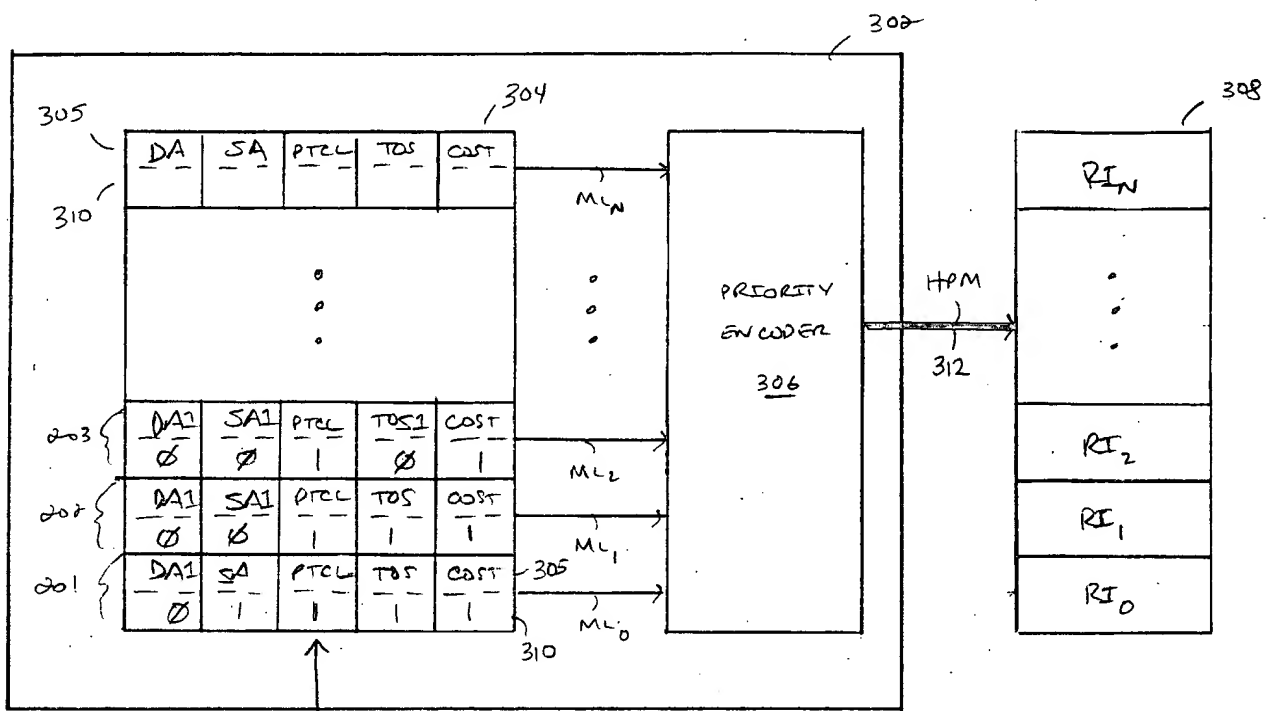 302
305
304
308
DA SA PTCL TOS COST
ML_N
RI_N
310
PRIORITY
ENCODER
306
HPM
312
203
DA1 SA1 PTCL TOS1 COST
Ø Ø 1 Ø 1
ML_2
RI_2
202
DA1 SA1 PTCL TOS COST
Ø Ø 1 1 1
ML_1
RI_1
201
DA1 SA PTCL TOS COST
Ø 1 1 1 1
305
ML_0
RI_0
310